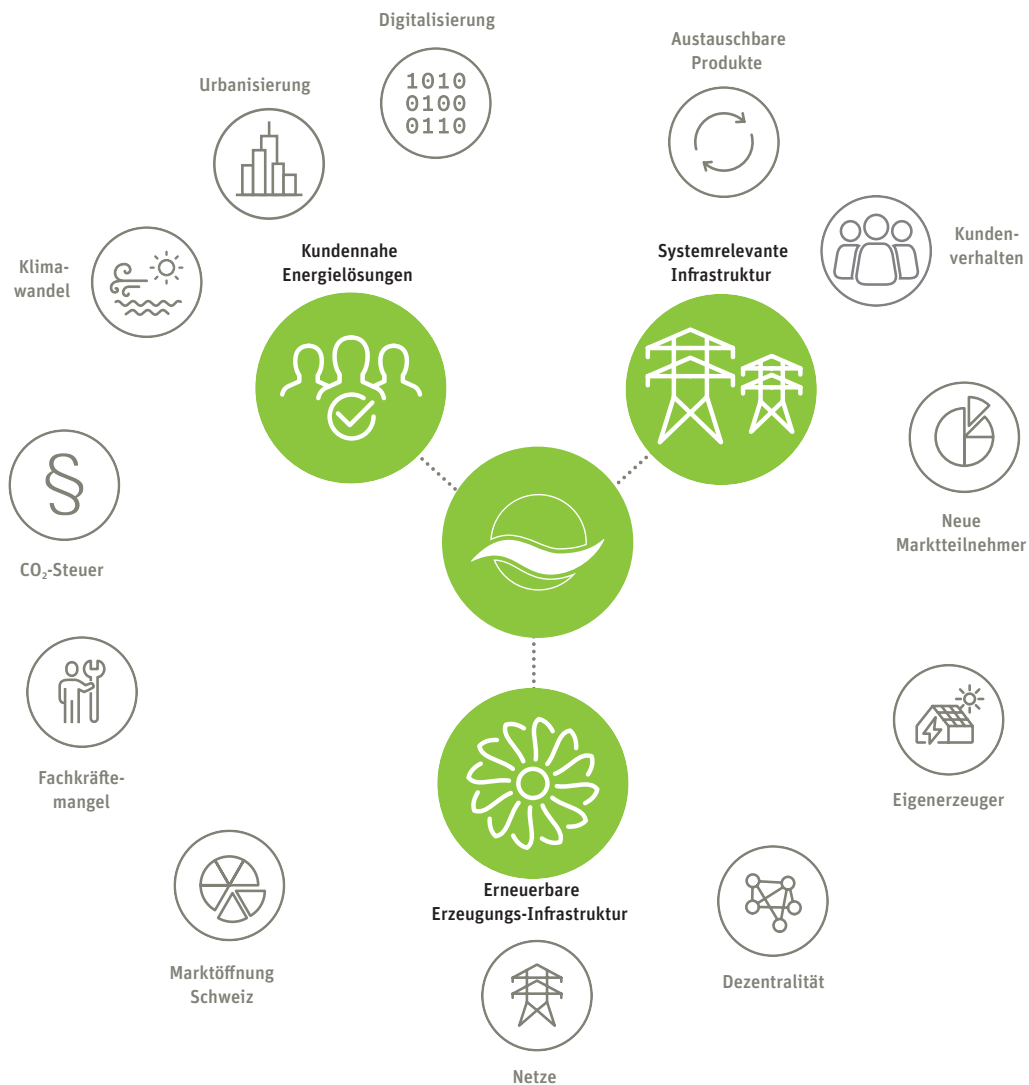 Digitalisierung
1010
0100
0110
Austauschbare
Produkte
Urbanisierung
Kundennahe
Energielösungen
Systemrelevante
Infrastruktur
Kunden-
verhalten
Klima-
wandel
§
CO₂-Steuer
Neue
Marktteilnehmer
Fachkräfte-
mangel
Eigenerzeuger
Erneuerbare
Erzeugungs-Infrastruktur
Marktöffnung
Schweiz
Dezentralität
Netze